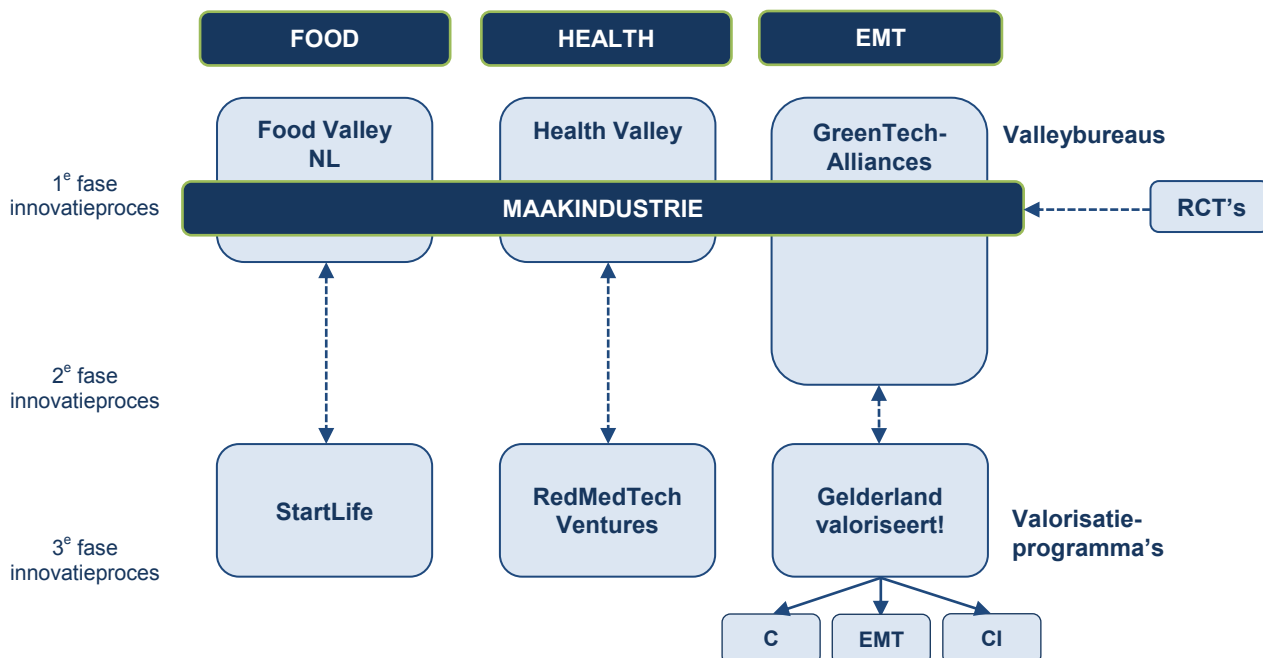 FOOD
HEALTH
EMT
Food Valley
NL
Health Valley
GreenTech-
Alliances
Valleybureaus
1e fase
innovatieproces
MAAKINDUSTRIE
RCT's
2e fase
innovatieproces
StartLife
RedMedTech
Ventures
Gelderland
valoriseert!
Valorisatie-
programma's
3e fase
innovatieproces
C
EMT
CI